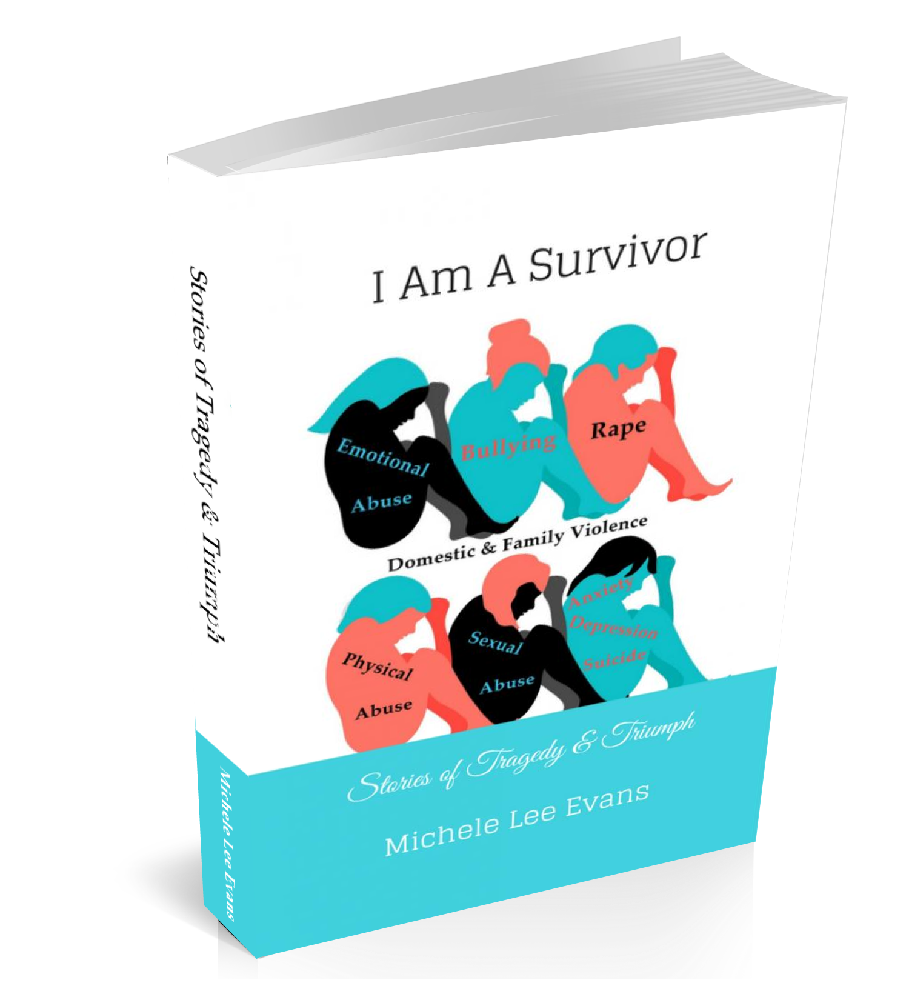 I Am A Survivor
Emotional
Abuse
Bullying
Rape
Domestic & Family Violence
Physical
Abuse
Sexual
Abuse
Anxiety
Depression
Suicide
Stories of Tragedy & Triumph
Michele Lee Evans
Stories of Tragedy & Triumph
Michele Lee Evans